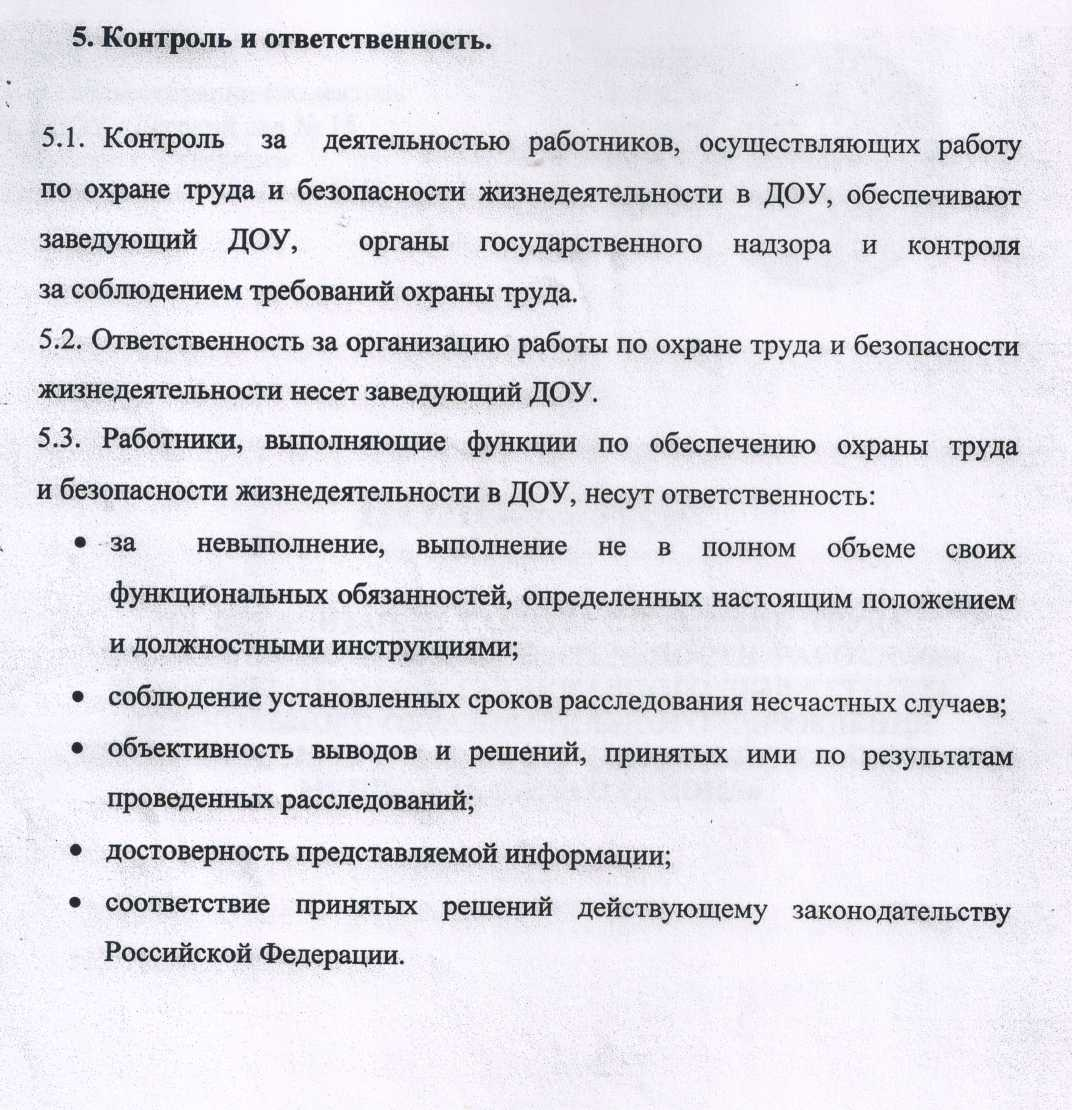 5. Контроль и ответственность.
5.1. Контроль за деятельностью работников, осуществляющих работу
по охране труда и безопасности жизнедеятельности в ДОУ, обеспечивают
заведующий ДОУ, органы государственного надзора и контроля
за соблюдением требований охраны труда.
5.2. Ответственность за организацию работы по охране труда и безопасности
жизнедеятельности несет заведующий ДОУ.
5.3. Работники, выполняющие функции по обеспечению охраны труда
и безопасности жизнедеятельности в ДОУ, несут ответственность:
• за невыполнение, выполнение не в полном объеме своих
функциональных обязанностей, определенных настоящим положением
и должностными инструкциями;
• соблюдение установленных сроков расследования несчастных случаев;
• объективность выводов и решений, принятых ими по результатам
проведенных расследований;
• достоверность представляемой информации;
• соответствие принятых решений действующему законодательству
Российской Федерации.